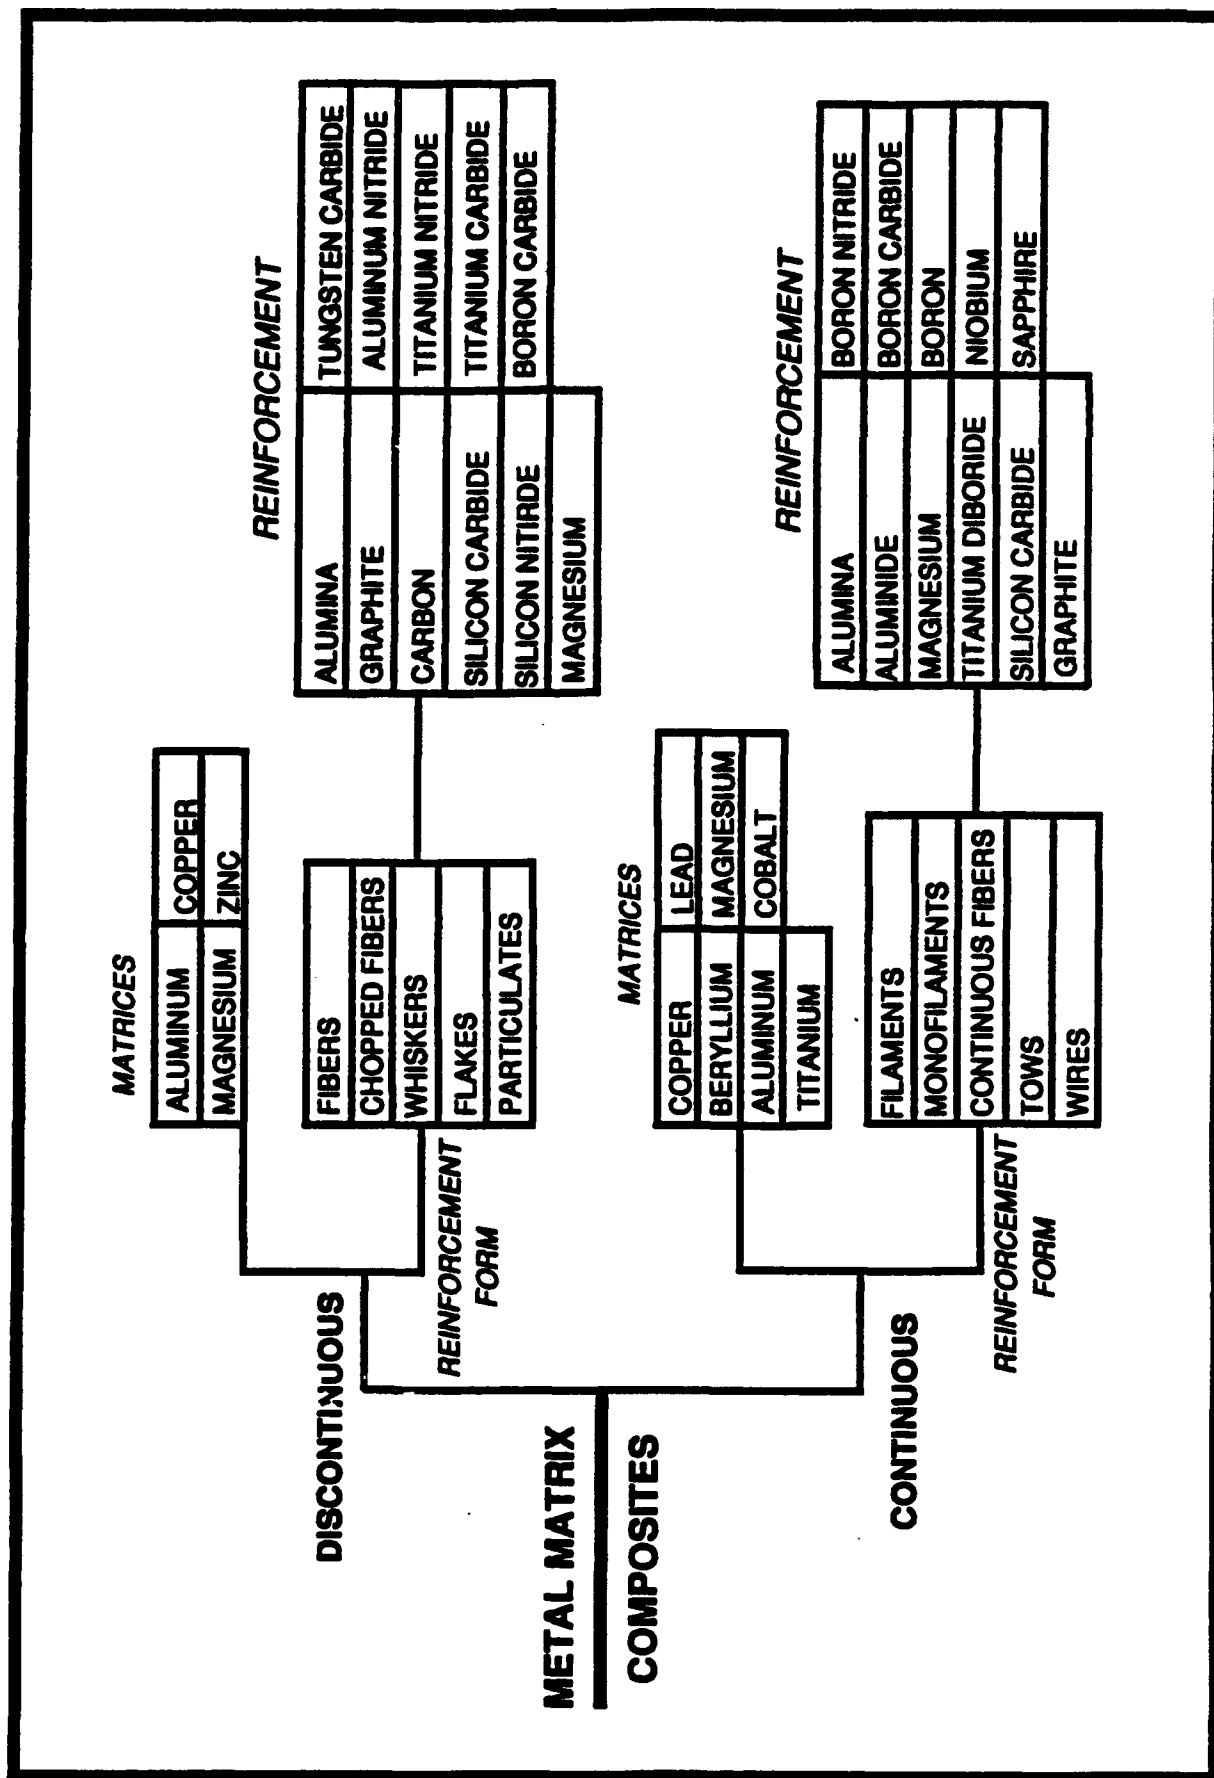 METAL MATRIX
COMPOSITES
DISCONTINUOUS
MATRICES
ALUMINUM COPPER
MAGNESIUM ZINC
REINFORCEMENT
FORM
FIBERS
CHOPPED FIBERS
WHISKERS
FLAKES
PARTICULATES
REINFORCEMENT
ALUMINA TUNGSTEN CARBIDE
GRAPHITE ALUMINUM NITRIDE
CARBON TITANIUM NITRIDE
SILICON CARBIDE TITANIUM CARBIDE
SILICON NITIRDE BORON CARBIDE
MAGNESIUM
CONTINUOUS
MATRICES
COPPER LEAD
BERYLLIUM MAGNESIUM
ALUMINUM COBALT
TITANIUM
REINFORCEMENT
FORM
FILAMENTS
MONOFILAMENTS
CONTINUOUS FIBERS
TOWS
WIRES
REINFORCEMENT
ALUMINA BORON NITRIDE
ALUMINIDE BORON CARBIDE
MAGNESIUM BORON
TITANIUM DIBORIDE NIOBIUM
SILICON CARBIDE SAPPHIRE
GRAPHITE